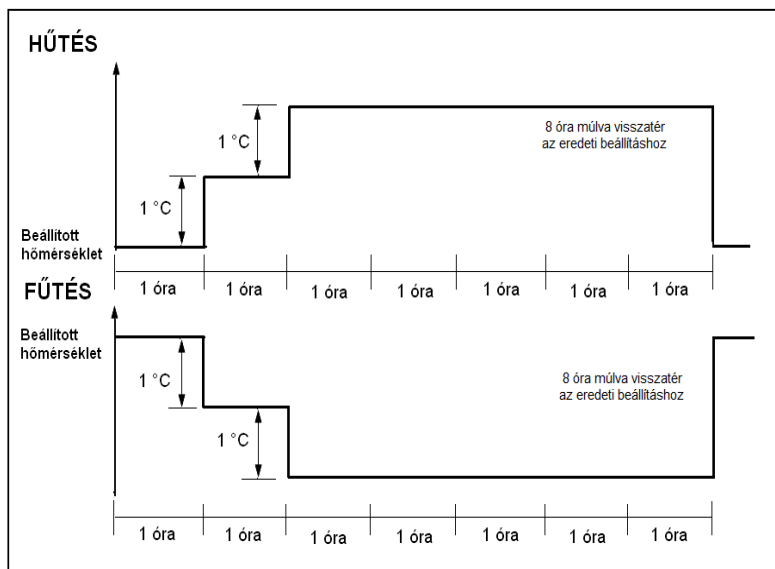 HŰTÉS
1 °C
8 óra múlva visszatér
az eredeti beállításhoz
1 °C
Beállított
hőmérséklet
1 óra 1 óra 1 óra 1 óra 1 óra 1 óra 1 óra
FŰTÉS
Beállított
hőmérséklet
1 °C
8 óra múlva visszatér
az eredeti beállításhoz
1 °C
1 óra 1 óra 1 óra 1 óra 1 óra 1 óra 1 óra